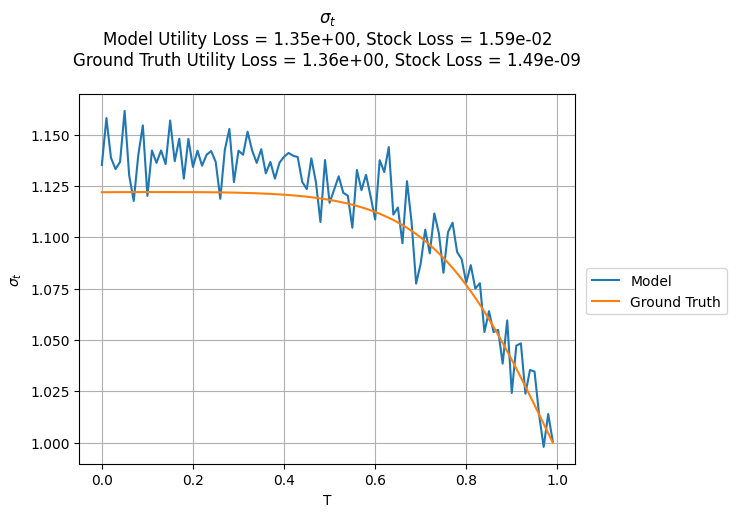 σₜ
Model Utility Loss = 1.35e+00, Stock Loss = 1.59e-02
Ground Truth Utility Loss = 1.36e+00, Stock Loss = 1.49e-09
1.150
1.125
1.100
1.075
1.050
1.025
1.000
σₜ
0.0 0.2 0.4 0.6 0.8 1.0
T
Model
Ground Truth